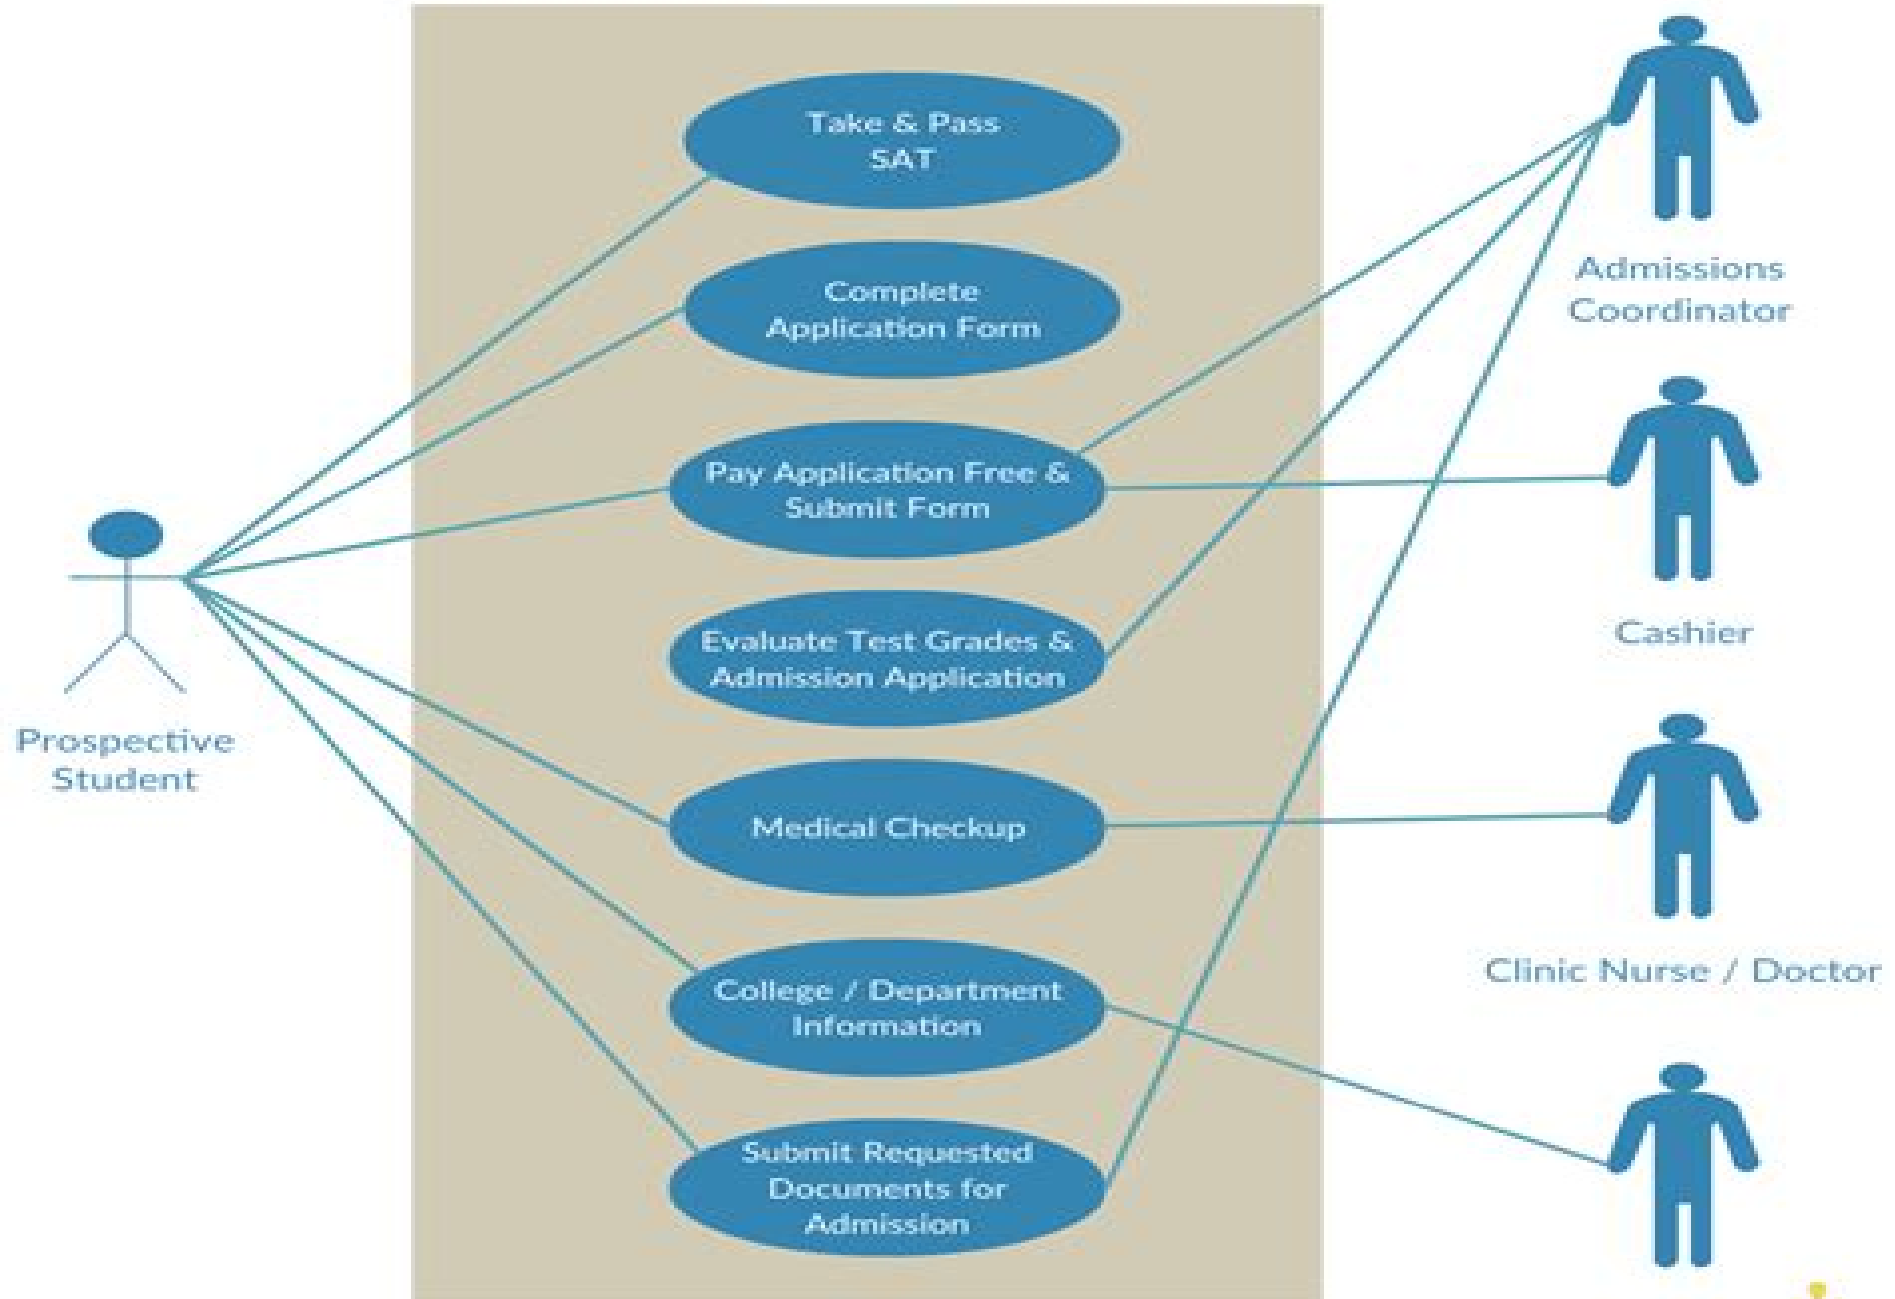 Take & Pass
SAT
Complete
Application Form
Pay Application Free &
Submit Form
Evaluate Test Grades &
Admission Application
Medical Checkup
College / Department
Information
Submit Requested
Documents for
Admission
Prospective
Student
Admissions
Coordinator
Cashier
Clinic Nurse / Doctor